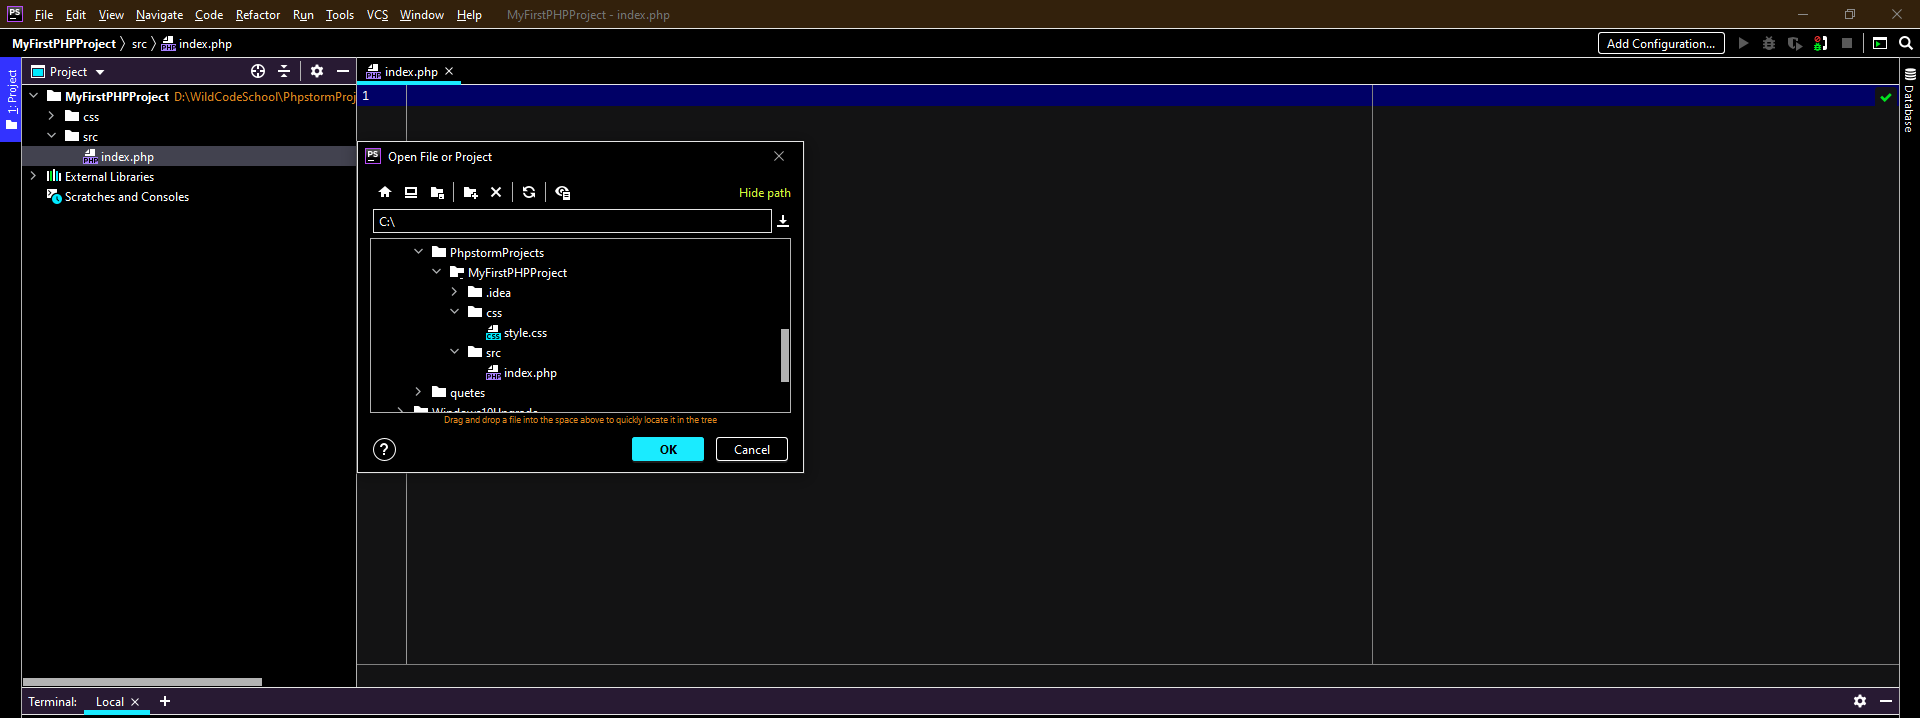 PS File Edit View Navigate Code Refactor Run Tools VCS Window Help MyFirstPHPProject - index.php
MyFirstPHPProject src index.php Add Configuration...
1: Project
Project
index.php
MyFirstPHPProject D:\WildCodeSchool\PhpstormProj
css
src
index.php
External Libraries
Scratches and Consoles
1
Database
PS Open File or Project
Hide path
C:\
PhpstormProjects
MyFirstPHPProject
.idea
css
style.css
src
index.php
quetes
Windows10Upgrade
Drag and drop a file into the space above to quickly locate it in the tree
? OK Cancel
Terminal: Local